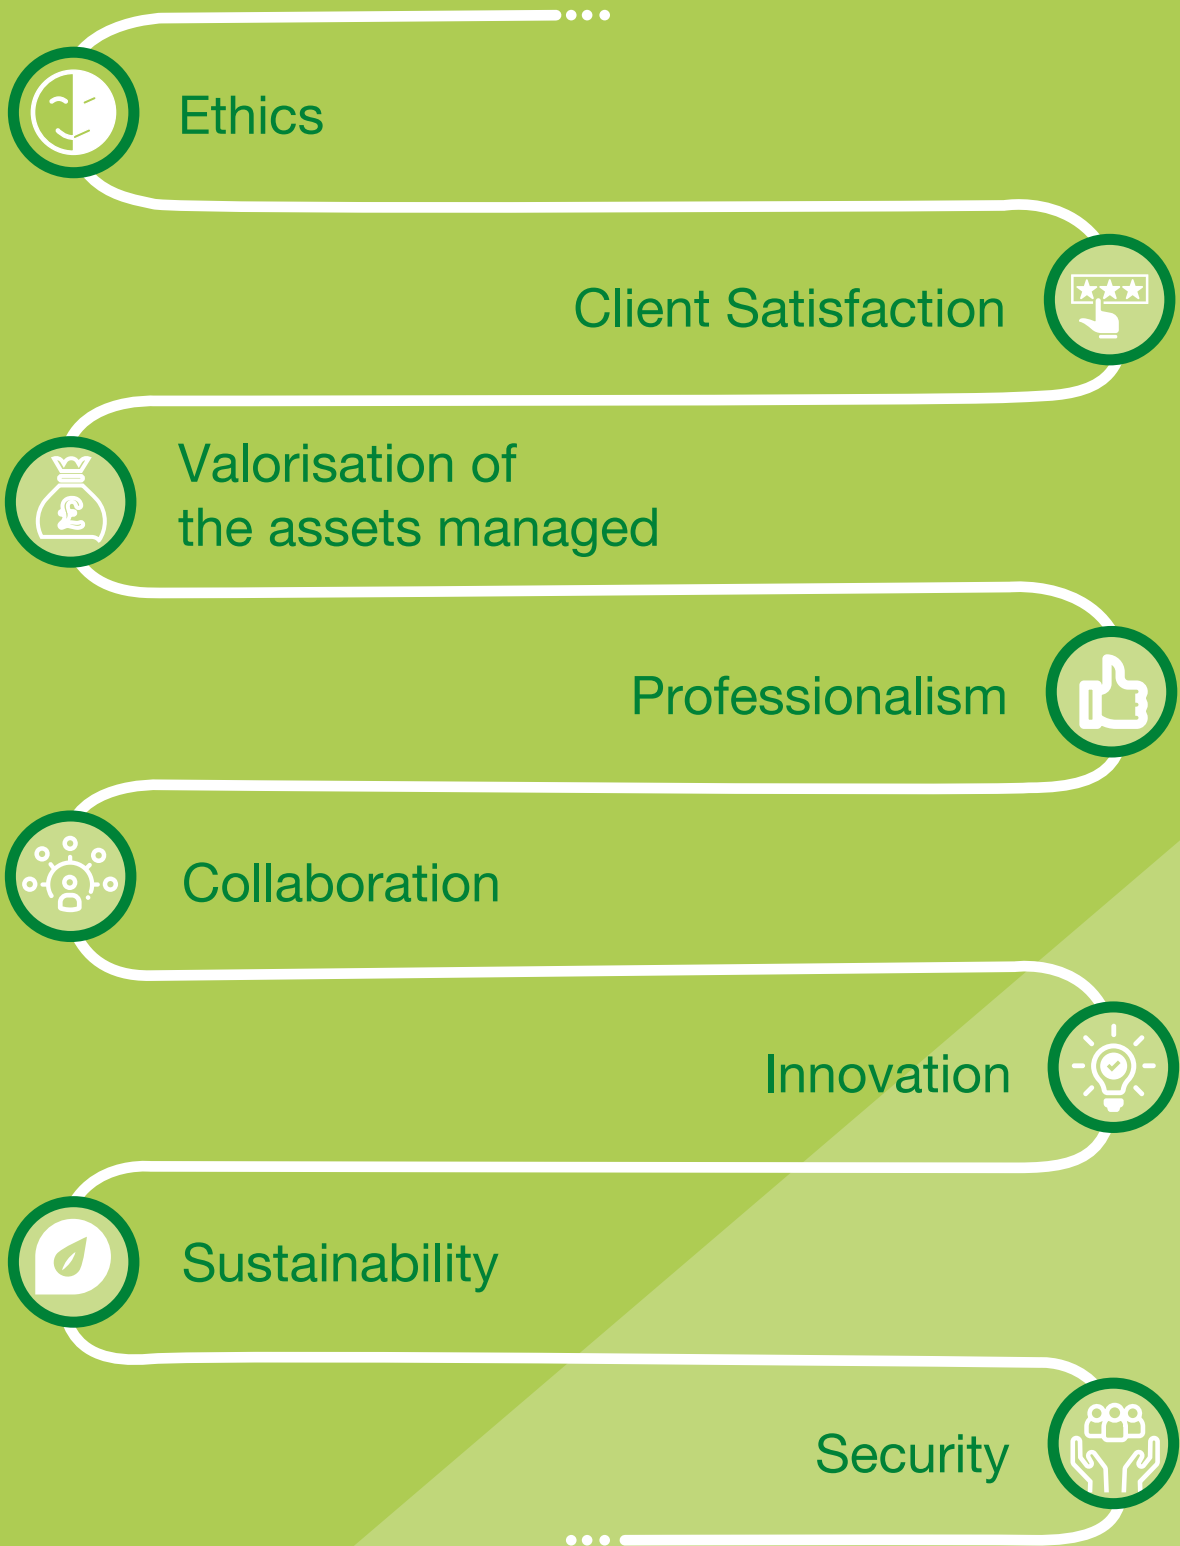 Ethics
Client Satisfaction
Valorisation of
the assets managed
£
Professionalism
Collaboration
Innovation
Sustainability
Security